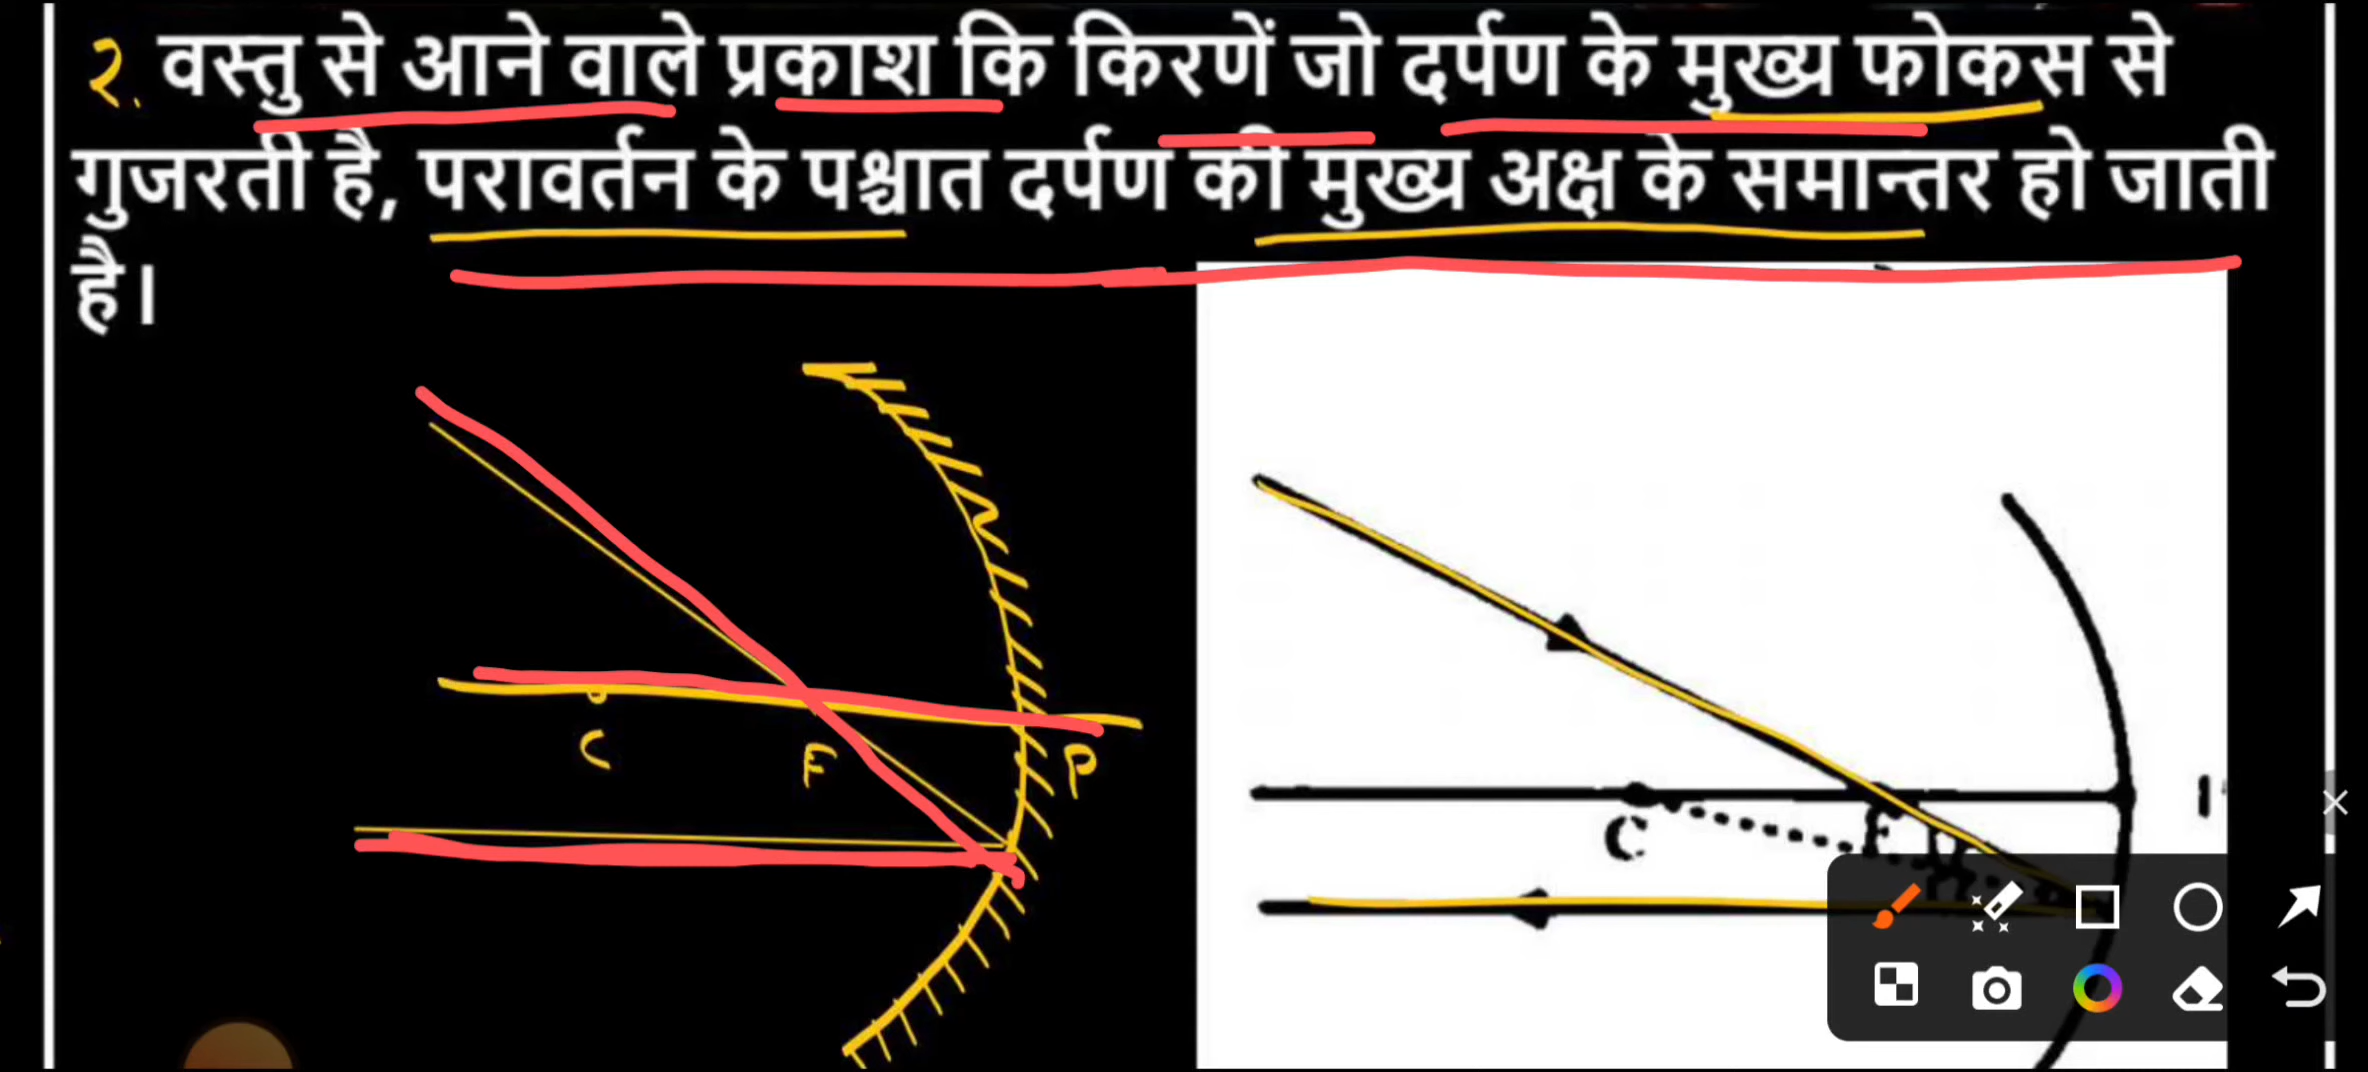 २. वस्तु से आने वाले प्रकाश कि किरणें जो दर्पण के मुख्य फोकस से
गुजरती है, परावर्तन के पश्चात दर्पण की मुख्य अक्ष के समान्तर हो जाती
है।
C F P
C F